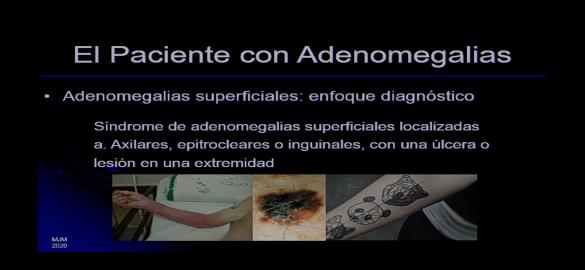 El Paciente con Adenomegalias
• Adenomegalias superficiales: enfoque diagnóstico
Síndrome de adenomegalias superficiales localizadas
a. Axilares, epitrocleares o inguinales, con una úlcera o
lesión en una extremidad
MJM
2020